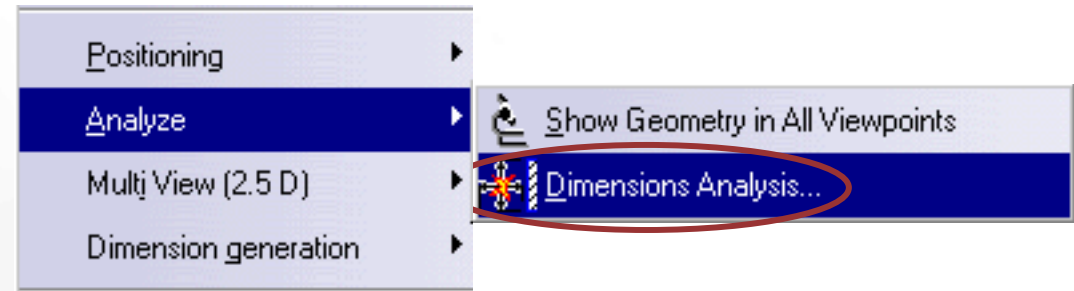 Positioning
Analyze
Show Geometry in All Viewpoints
Multi View (2.5 D)
Dimensions Analysis...
Dimension generation